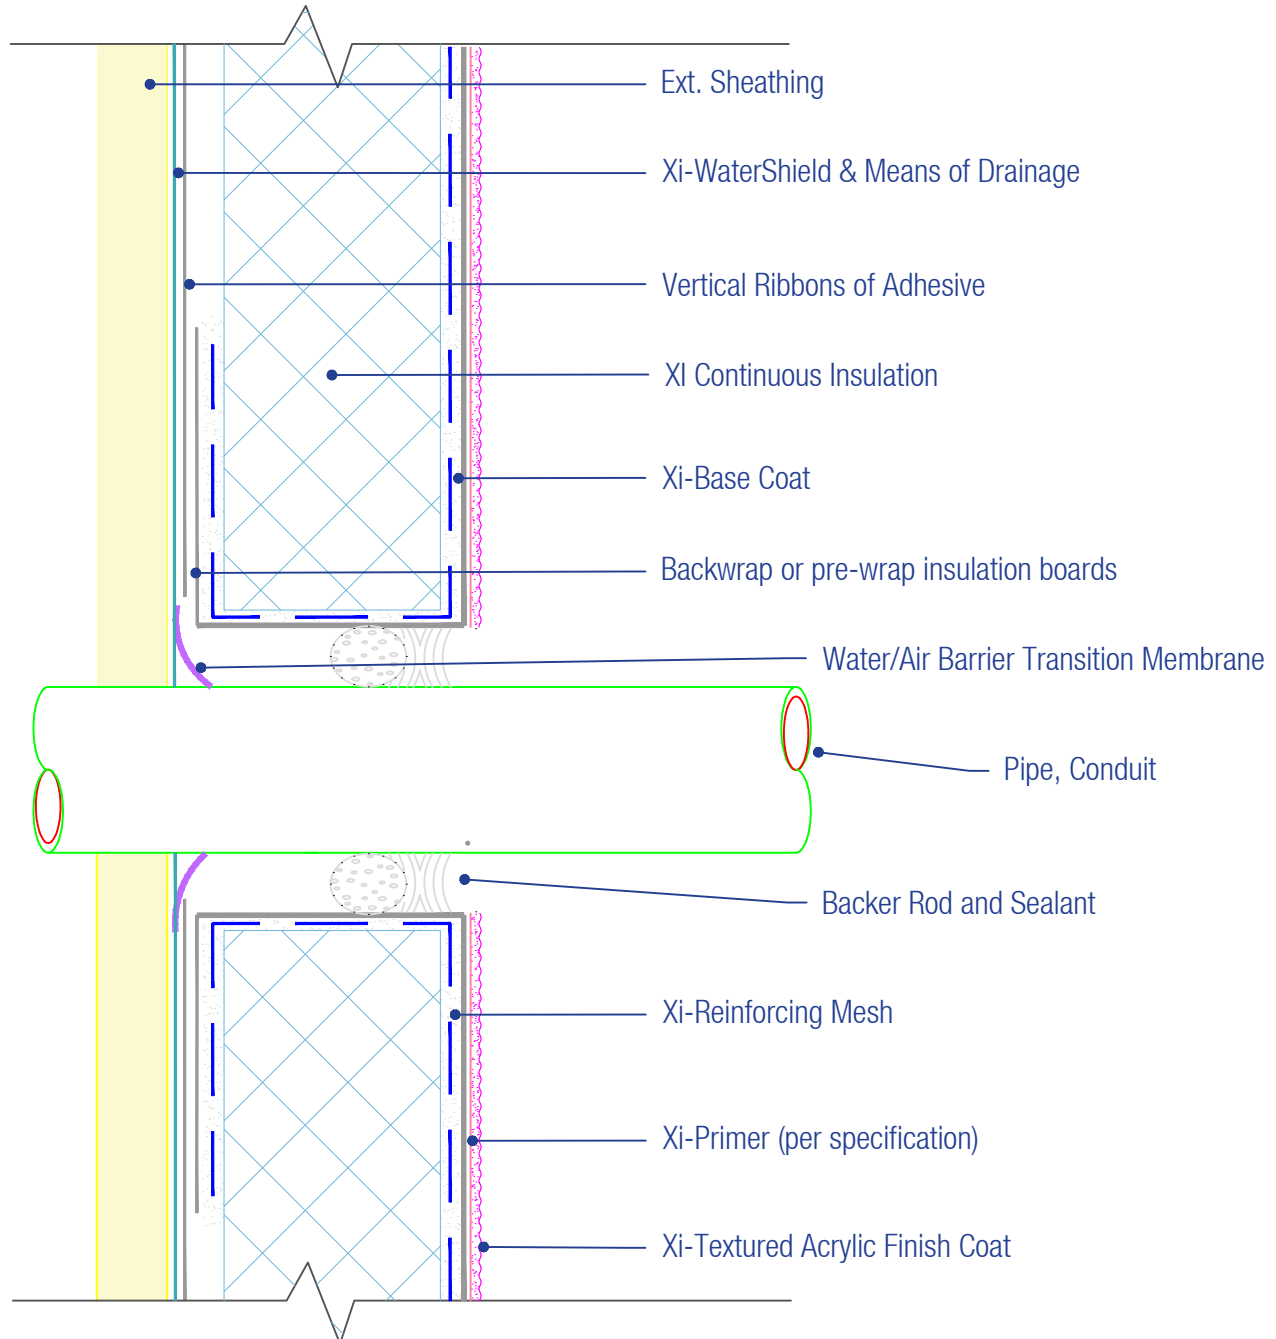 Ext. Sheathing
Xi-WaterShield & Means of Drainage
Vertical Ribbons of Adhesive
XI Continuous Insulation
Xi-Base Coat
Backwrap or pre-wrap insulation boards
Water/Air Barrier Transition Membrane
Pipe, Conduit
Backer Rod and Sealant
Xi-Reinforcing Mesh
Xi-Primer (per specification)
Xi-Textured Acrylic Finish Coat